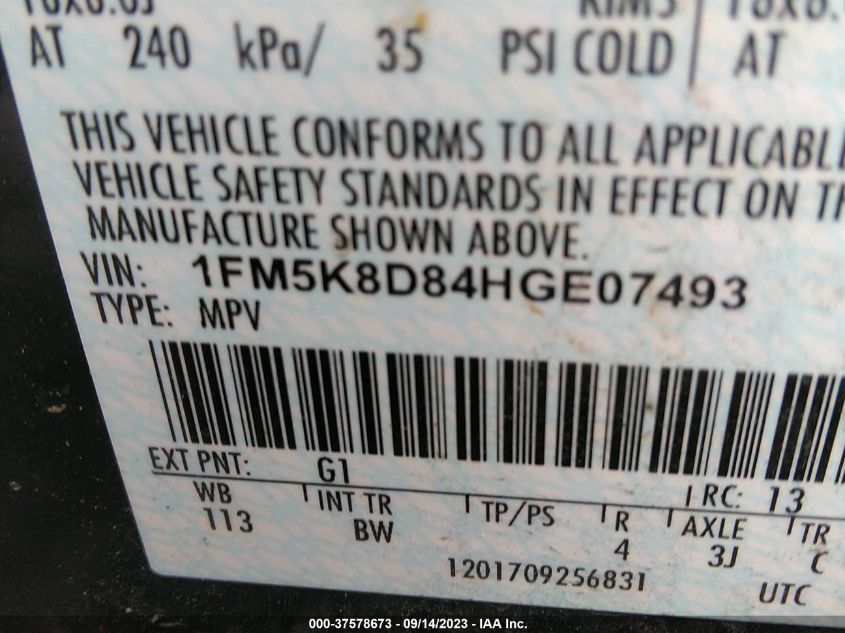 AT 240 kPa/ 35 PSI COLD AT
THIS VEHICLE CONFORMS TO ALL APPLICABLE
VEHICLE SAFETY STANDARDS IN EFFECT ON TH
MANUFACTURE SHOWN ABOVE.
VIN: 1FM5K8D84HGE07493
TYPE: MPV
EXT PNT: G1 RC: 13
WB INT TR TP/PS R AXLE TR
113 BW 4 3J C
1201709256831 UTC
000-37578673 - 09/14/2023 - IAA Inc.